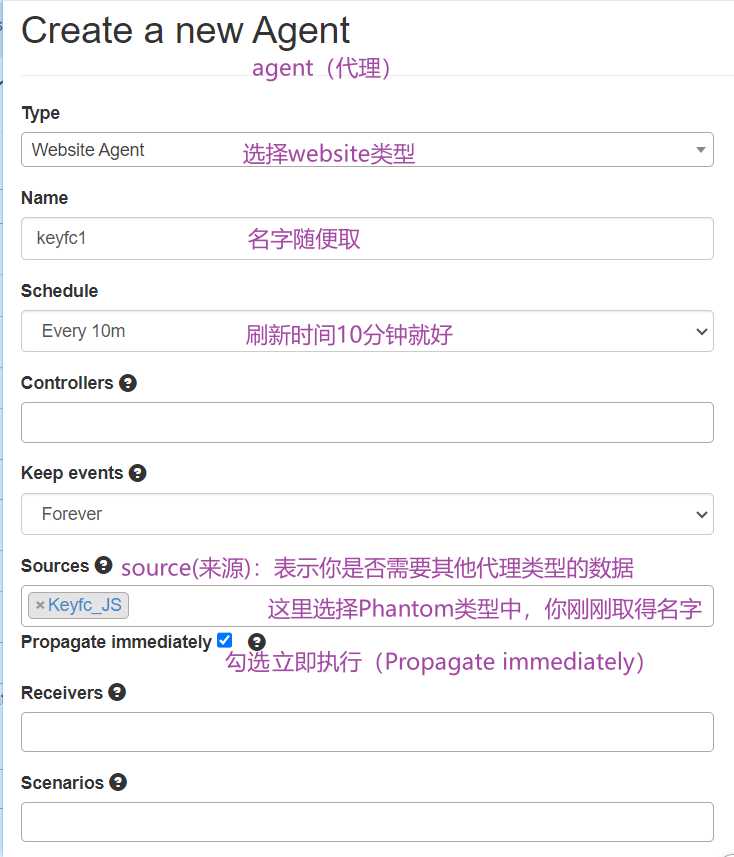 Create a new Agent
agent（代理）
Type
Website Agent
选择website类型
Name
keyfc1
名字随便取
Schedule
Every 10m
刷新时间10分钟就好
Controllers ?
Keep events ?
Forever
Sources ? source(来源)：表示你是否需要其他代理类型的数据
×Keyfc_JS
这里选择Phantom类型中，你刚刚取得名字
Propagate immediately ?
勾选立即执行（Propagate immediately）
Receivers ?
Scenarios ?